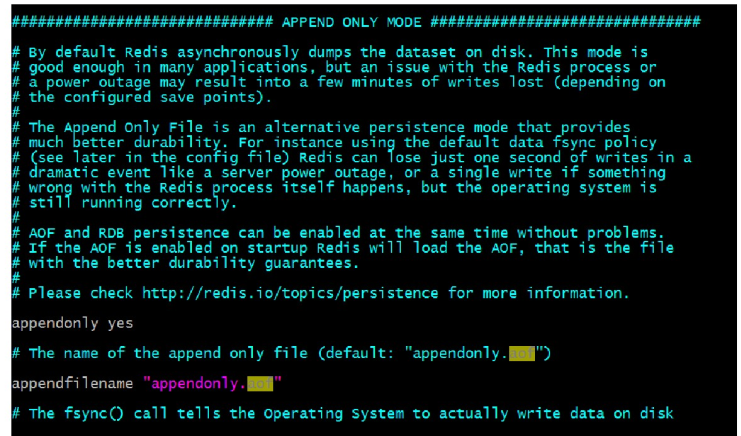 ############################## APPEND ONLY MODE ###############################
# By default Redis asynchronously dumps the dataset on disk. This mode is
# good enough in many applications, but an issue with the Redis process or
# a power outage may result into a few minutes of writes lost (depending on
# the configured save points).
#
# The Append Only File is an alternative persistence mode that provides
# much better durability. For instance using the default data fsync policy
# (see later in the config file) Redis can lose just one second of writes in a
# dramatic event like a server power outage, or a single write if something
# wrong with the Redis process itself happens, but the operating system is
# still running correctly.
#
# AOF and RDB persistence can be enabled at the same time without problems.
# If the AOF is enabled on startup Redis will load the AOF, that is the file
# with the better durability guarantees.
#
# Please check http://redis.io/topics/persistence for more information.
appendonly yes
# The name of the append only file (default: "appendonly.aof")
appendfilename "appendonly.aof"
# The fsync() call tells the Operating System to actually write data on disk